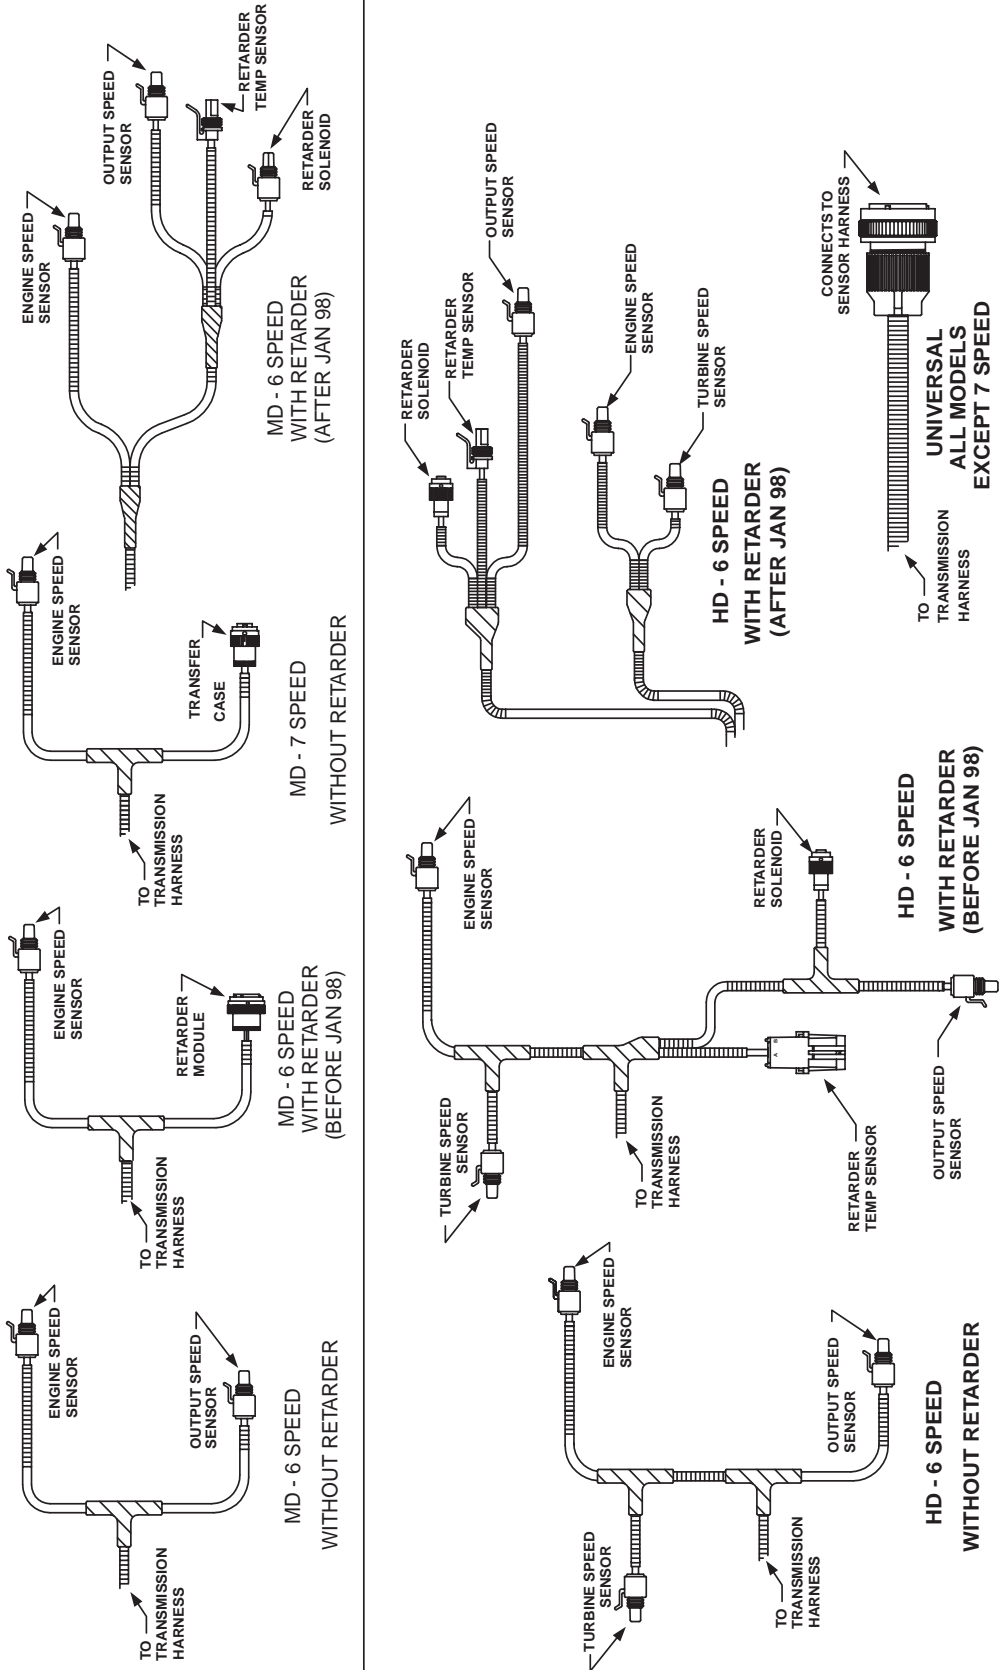 ENGINE SPEED
SENSOR
OUTPUT SPEED
SENSOR
TO
TRANSMISSION
HARNESS
MD - 6 SPEED
WITHOUT RETARDER
ENGINE SPEED
SENSOR
RETARDER
MODULE
TO
TRANSMISSION
HARNESS
MD - 6 SPEED
WITH RETARDER
(BEFORE JAN 98)
ENGINE SPEED
SENSOR
TRANSFER
CASE
TO
TRANSMISSION
HARNESS
MD - 7 SPEED
WITHOUT RETARDER
ENGINE SPEED
SENSOR
OUTPUT SPEED
SENSOR
RETARDER
TEMP SENSOR
RETARDER
SOLENOID
MD - 6 SPEED
WITH RETARDER
(AFTER JAN 98)
ENGINE SPEED
SENSOR
TURBINE SPEED
SENSOR
TO
TRANSMISSION
HARNESS
OUTPUT SPEED
SENSOR
HD - 6 SPEED
WITHOUT RETARDER
ENGINE SPEED
SENSOR
TURBINE SPEED
SENSOR
TO
TRANSMISSION
HARNESS
RETARDER
SOLENOID
A
B
RETARDER
TEMP SENSOR
OUTPUT SPEED
SENSOR
HD - 6 SPEED
WITH RETARDER
(BEFORE JAN 98)
RETARDER
SOLENOID
RETARDER
TEMP SENSOR
OUTPUT SPEED
SENSOR
ENGINE SPEED
SENSOR
TURBINE SPEED
SENSOR
HD - 6 SPEED
WITH RETARDER
(AFTER JAN 98)
CONNECTS TO
SENSOR HARNESS
TO
TRANSMISSION
HARNESS
UNIVERSAL
ALL MODELS
EXCEPT 7 SPEED